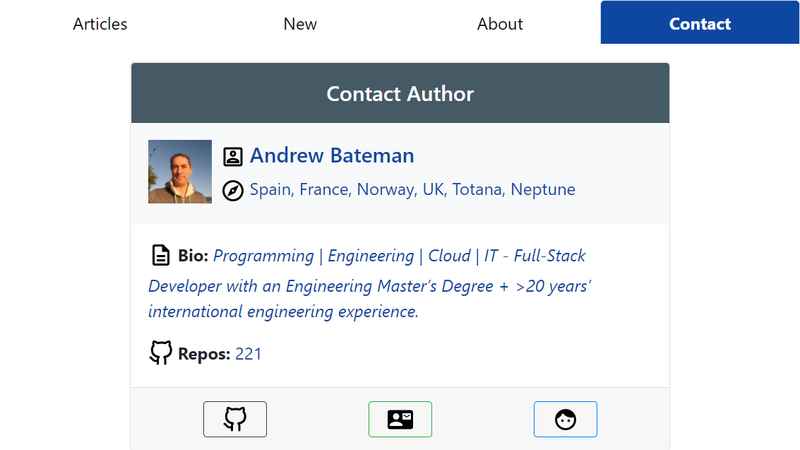 Articles
New
About
Contact
Contact Author
Andrew Bateman
Spain, France, Norway, UK, Totana, Neptune
Bio: Programming | Engineering | Cloud | IT - Full-Stack
Developer with an Engineering Master's Degree + >20 years'
international engineering experience.
Repos: 221